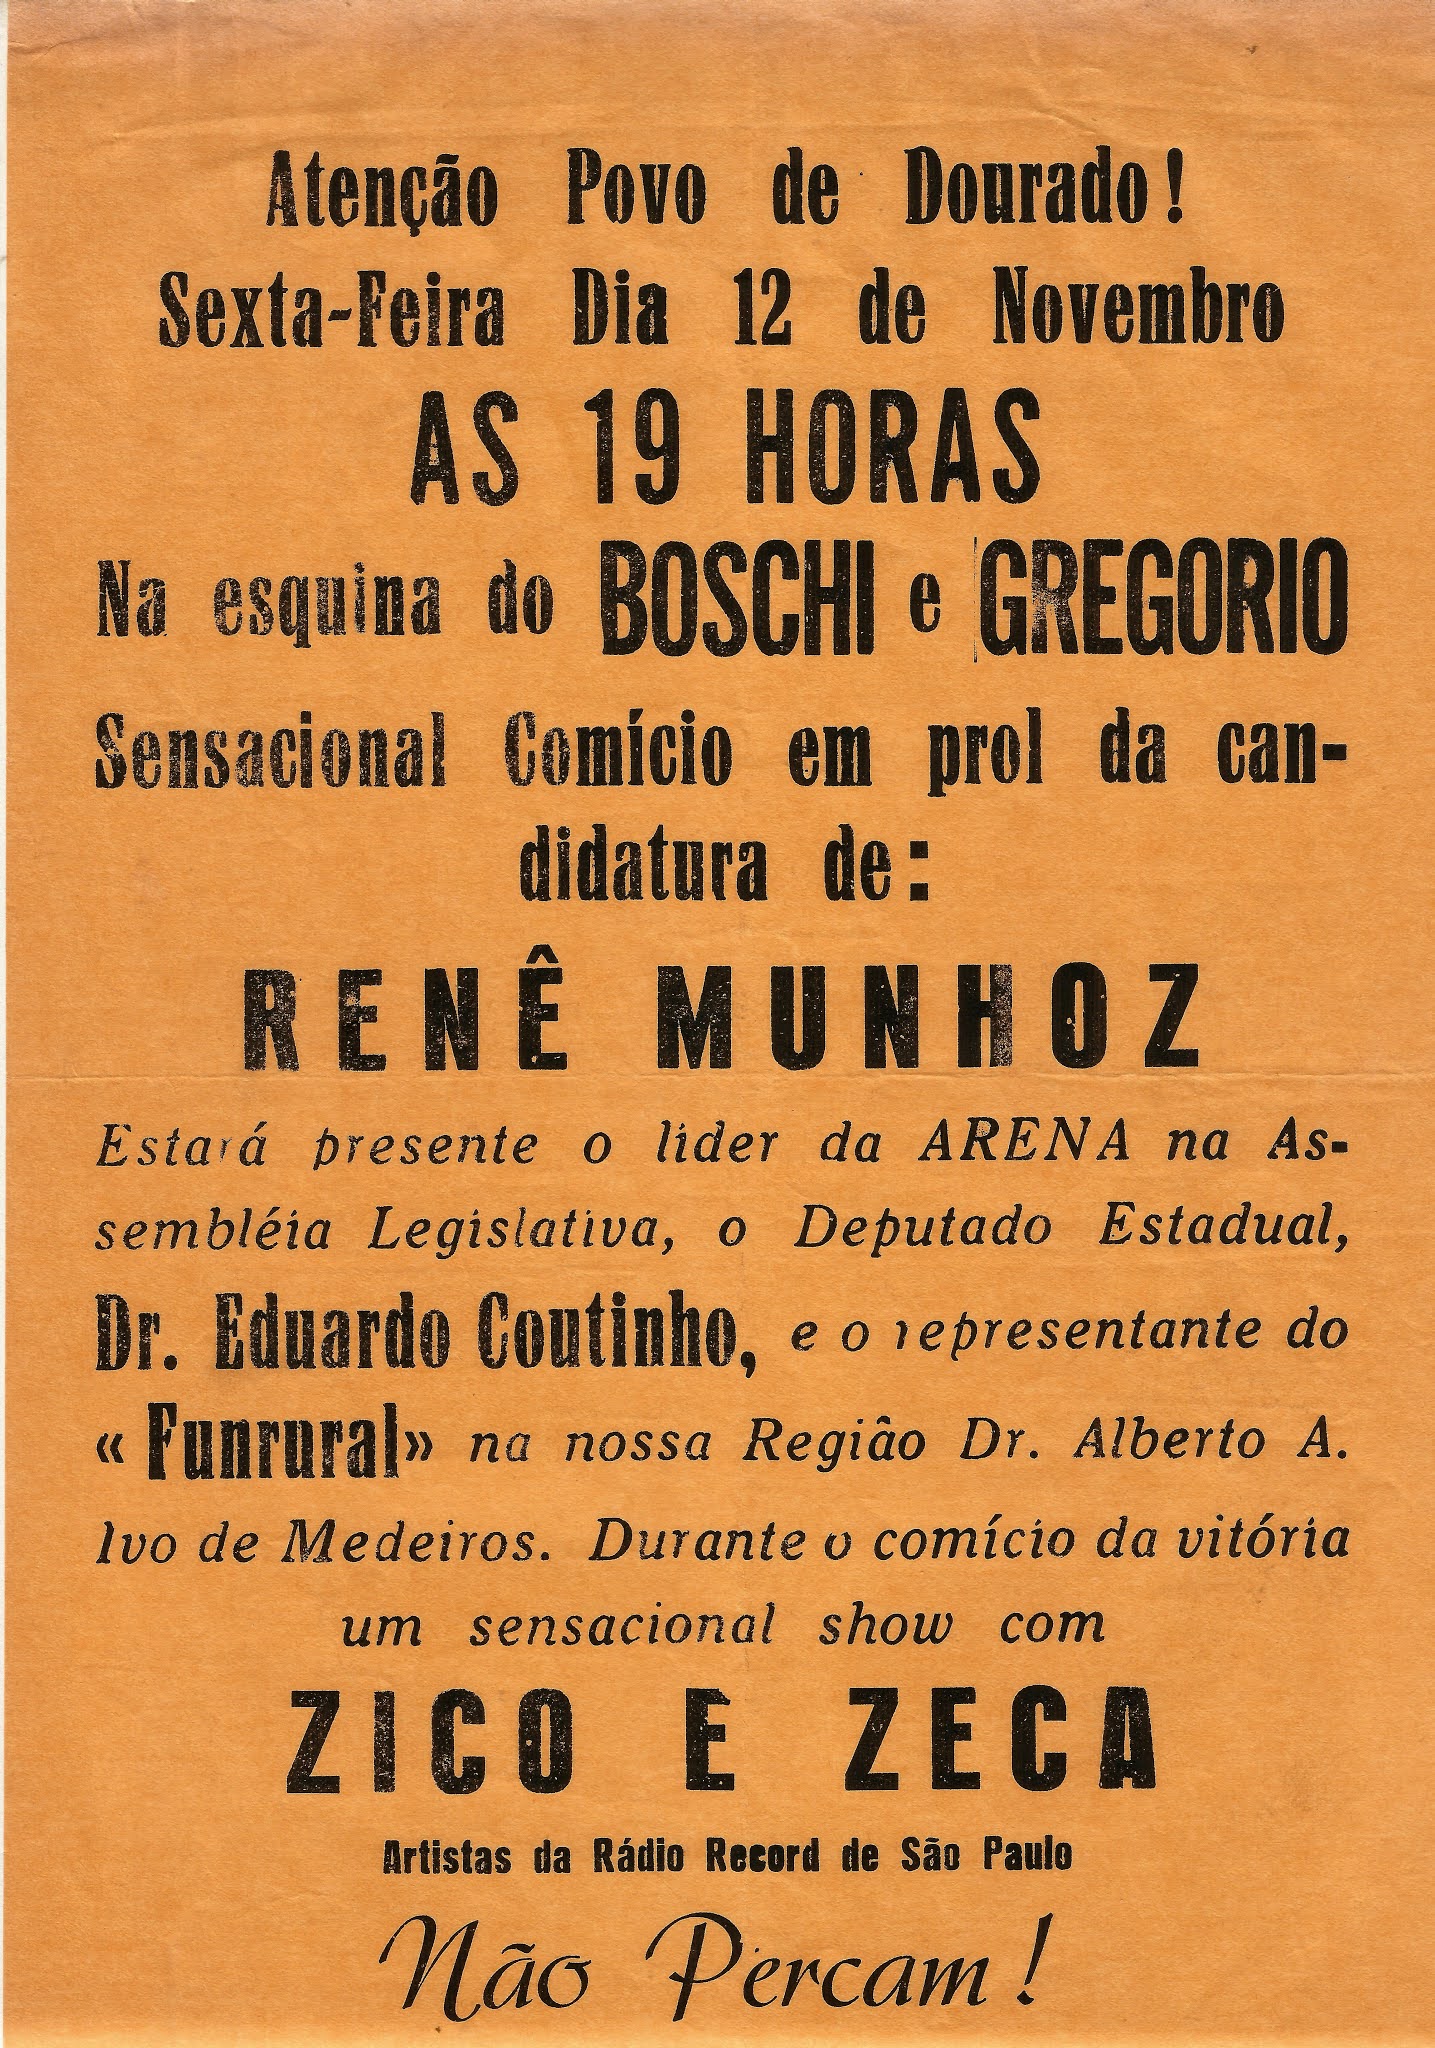 Atenção Povo de Dourado!
Sexta-Feira Dia 12 de Novembro
AS 19 HORAS
Na esquina do BOSCHI e GREGORIO
Sensacional Comício em prol da can-
didatura de:
RENÊ MUNHOZ
Estará presente o lider da ARENA na As-
sembléia Legislativa, o Deputado Estadual,
Dr. Eduardo Coutinho, e o representante do
«Funrural» na nossa Região Dr. Alberto A.
Ivo de Medeiros. Durante o comício da vitória
um sensacional show com
ZICO E ZECA
Artistas da Rádio Record de São Paulo
Não Percam!